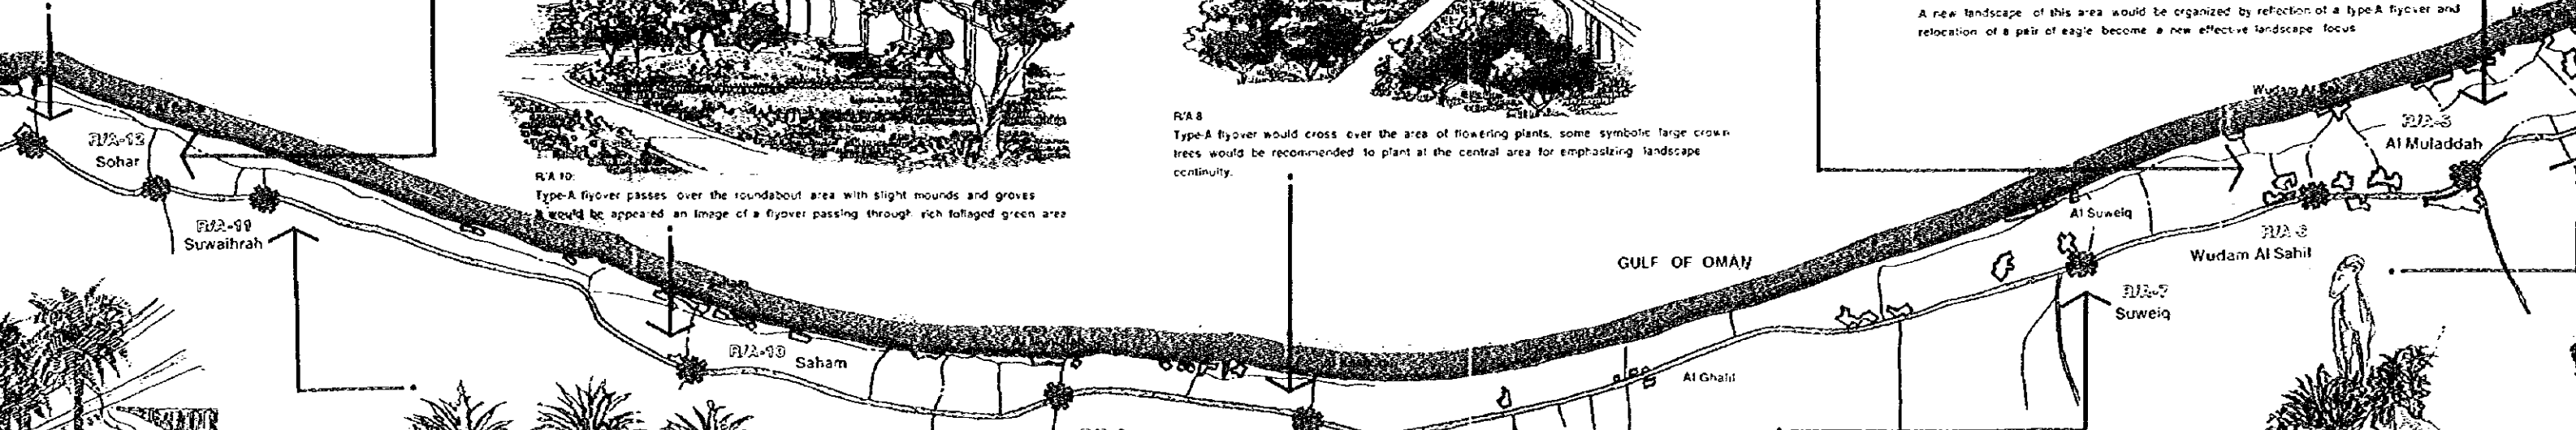 A new landscape of this area would be organized by reflection of a type-A flyover and
relocation of a pair of eagle become a new effective landscape focus
R/A 8
Type-A flyover would cross over the area of flowering plants, some symbolic large crown
trees would be recommended to plant at the central area for emphasizing landscape
continuity.
R/A 10:
Type-A flyover passes over the roundabout area with slight mounds and groves
It would be appeared an image of a flyover passing through rich foliaged green area
R/A-12
Sohar
R/A-11
Suwaihrah
R/A-10
Saham
GULF OF OMAN
Al Ghalil
Al Suweiq
R/A-7
Suweiq
R/A-6
Wudam Al Sahil
Wudam Al
Al Muladdah